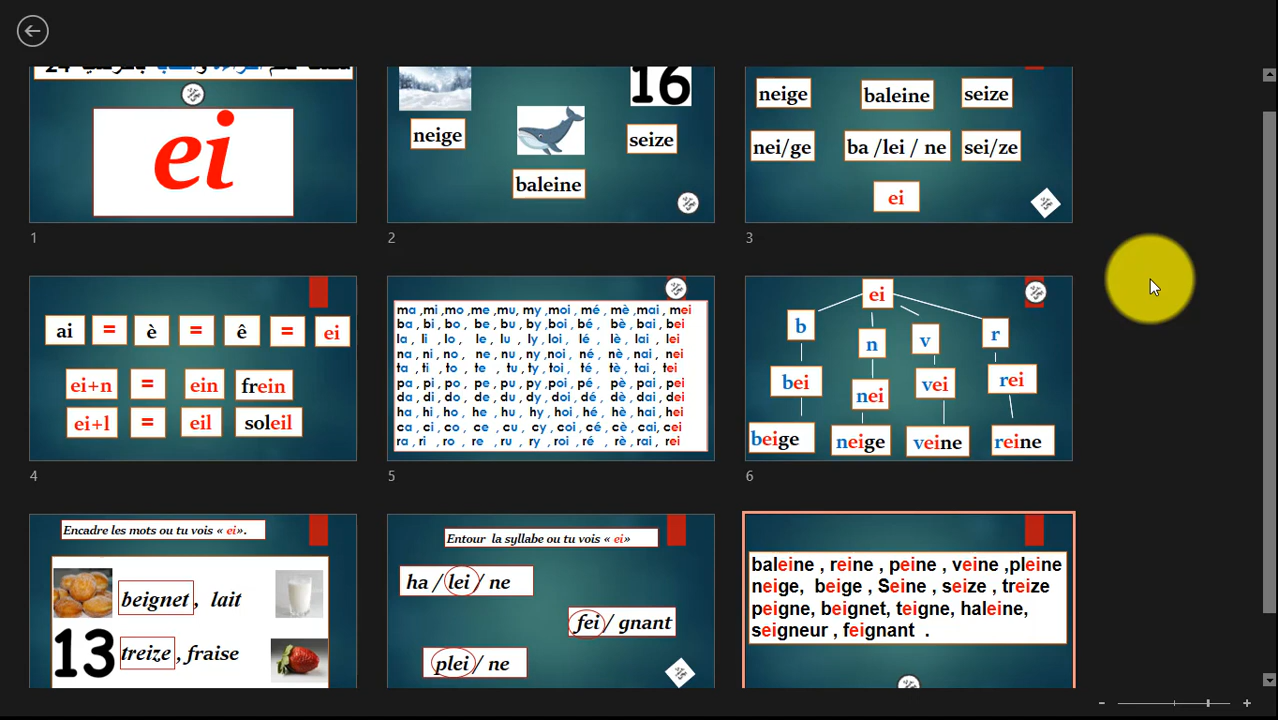 24
ei
1
neige
16
baleine
seize
2
neige baleine seize
nei/ge ba /lei / ne sei/ze
ei
3
ai = è = ê = ei
ei+n = ein frein
ei+l = eil soleil
4
ma ,mi ,mo ,me ,mu, my ,moi , mé , mè , mai , mei
ba , bi , bo , be , bu , by ,boi , bé , bè , bai , bei
la , li , lo , le , lu , ly, loi , lé , lè , lai , lei
na , ni , no , ne , nu , ny, noi , né , nè , nai , nei
ta , ti , to , te , tu , ty , toi , té , tè , tai , tei
pa , pi , po , pe , pu , py , poi , pé , pè , pai , pei
da , di , do , de , du , dy , doi , dé , dè , dai , dei
ha , hi , ho , he , hu , hy , hoi , hé , hè , hai , hei
ca , ci , co , ce , cu , cy , coi , cé , cè , cai, cei
ra , ri , ro , re , ru , ry , roi , ré , rè , rai , rei
5
ei
b n v r
bei nei vei rei
beige neige veine reine
6
Encadre les mots ou tu vois « ei».
beignet , lait
13 treize , fraise
Entour la syllabe ou tu vois « ei»
ha / lei / ne
fei / gnant
plei / ne
baleine , reine , peine , veine ,pleine
neige, beige , Seine , seize , treize
peigne, beignet, teigne, haleine,
seigneur , feignant .